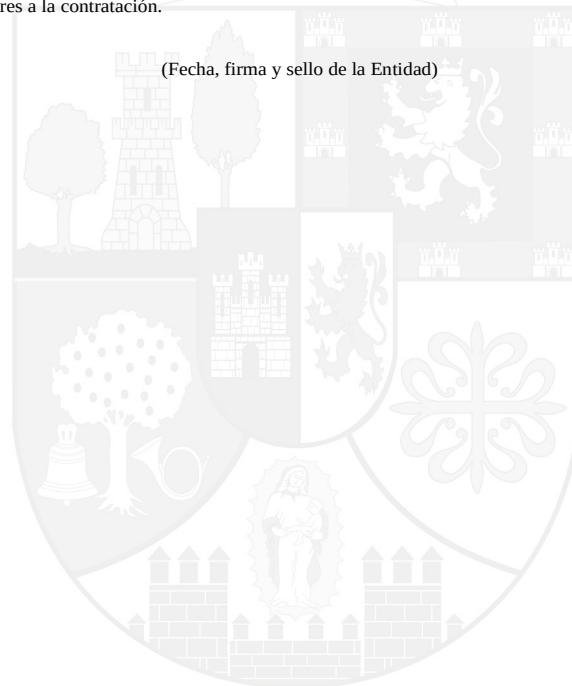 res a la contratación.
(Fecha, firma y sello de la Entidad)